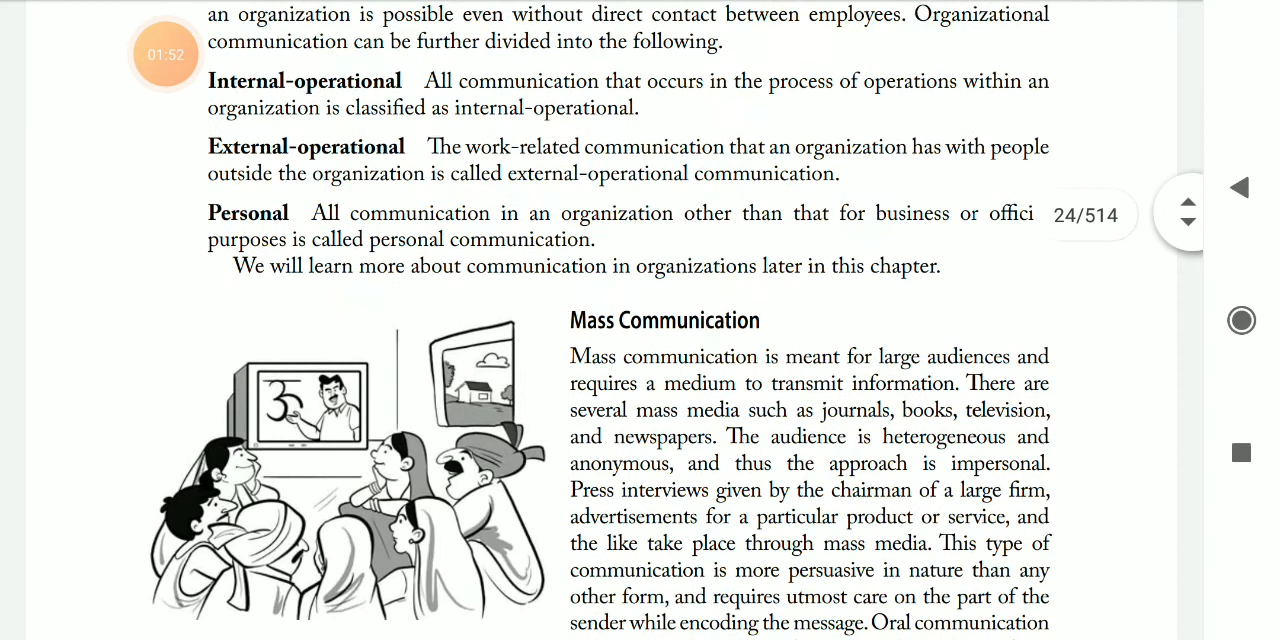 an organization is possible even without direct contact between employees. Organizational
communication can be further divided into the following.
01:52
Internal-operational All communication that occurs in the process of operations within an
organization is classified as internal-operational.
External-operational The work-related communication that an organization has with people
outside the organization is called external-operational communication.
Personal All communication in an organization other than that for business or offici
24/514
purposes is called personal communication.
We will learn more about communication in organizations later in this chapter.
Mass Communication
Mass communication is meant for large audiences and
requires a medium to transmit information. There are
several mass media such as journals, books, television,
and newspapers. The audience is heterogeneous and
anonymous, and thus the approach is impersonal.
Press interviews given by the chairman of a large firm,
advertisements for a particular product or service, and
the like take place through mass media. This type of
communication is more persuasive in nature than any
other form, and requires utmost care on the part of the
sender while encoding the message. Oral communication